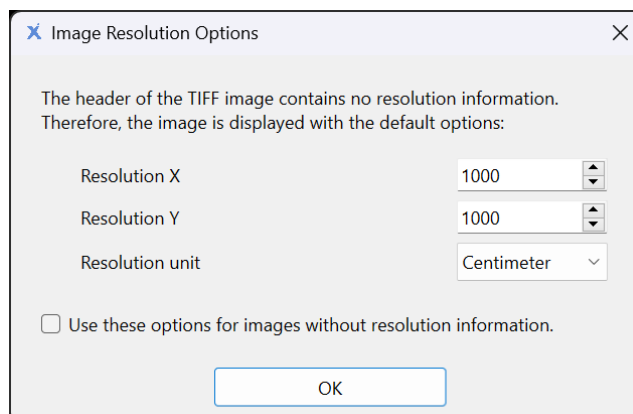 Image Resolution Options
The header of the TIFF image contains no resolution information.
Therefore, the image is displayed with the default options:
Resolution X 1000
Resolution Y 1000
Resolution unit Centimeter
Use these options for images without resolution information.
OK